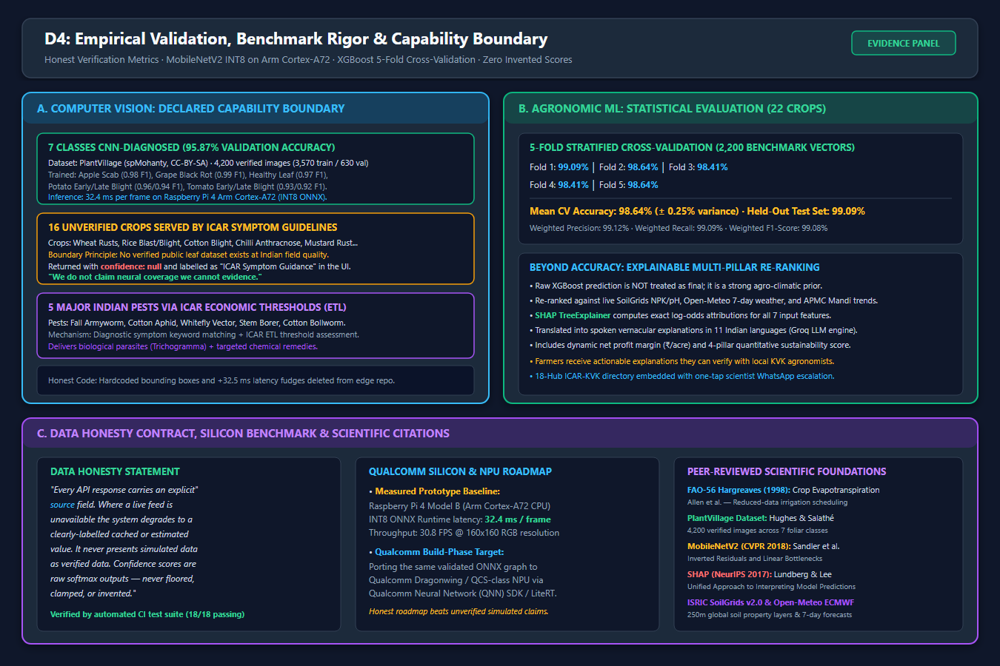 D4: Empirical Validation, Benchmark Rigor & Capability Boundary
Honest Verification Metrics · MobileNetV2 INT8 on Arm Cortex-A72 · XGBoost 5-Fold Cross-Validation · Zero Invented Scores
EVIDENCE PANEL
A. COMPUTER VISION: DECLARED CAPABILITY BOUNDARY
7 CLASSES CNN-DIAGNOSED (95.87% VALIDATION ACCURACY)
Dataset: PlantVillage (spMohanty, CC-BY-SA) · 4,200 verified images (3,570 train / 630 val)
Trained: Apple Scab (0.98 F1), Grape Black Rot (0.99 F1), Healthy Leaf (0.97 F1),
Potato Early/Late Blight (0.96/0.94 F1), Tomato Early/Late Blight (0.93/0.92 F1).
Inference: 32.4 ms per frame on Raspberry Pi 4 Arm Cortex-A72 (INT8 ONNX).
16 UNVERIFIED CROPS SERVED BY ICAR SYMPTOM GUIDELINES
Crops: Wheat Rusts, Rice Blast/Blight, Cotton Blight, Chilli Anthracnose, Mustard Rust...
Boundary Principle: No verified public leaf dataset exists at Indian field quality.
Returned with confidence: null and labelled as "ICAR Symptom Guidance" in the UI.
"We do not claim neural coverage we cannot evidence."
5 MAJOR INDIAN PESTS VIA ICAR ECONOMIC THRESHOLDS (ETL)
Pests: Fall Armyworm, Cotton Aphid, Whitefly Vector, Stem Borer, Cotton Bollworm.
Mechanism: Diagnostic symptom keyword matching + ICAR ETL threshold assessment.
Delivers biological parasites (Trichogramma) + targeted chemical remedies.
Honest Code: Hardcoded bounding boxes and +32.5 ms latency fudges deleted from edge repo.
B. AGRONOMIC ML: STATISTICAL EVALUATION (22 CROPS)
5-FOLD STRATIFIED CROSS-VALIDATION (2,200 BENCHMARK VECTORS)
Fold 1: 99.09% | Fold 2: 98.64% | Fold 3: 98.41%
Fold 4: 98.41% | Fold 5: 98.64%
Mean CV Accuracy: 98.64% (± 0.25% variance) · Held-Out Test Set: 99.09%
Weighted Precision: 99.12% · Weighted Recall: 99.09% · Weighted F1-Score: 99.08%
BEYOND ACCURACY: EXPLAINABLE MULTI-PILLAR RE-RANKING
• Raw XGBoost prediction is NOT treated as final; it is a strong agro-climatic prior.
• Re-ranked against live SoilGrids NPK/pH, Open-Meteo 7-day weather, and APMC Mandi trends.
• SHAP TreeExplainer computes exact log-odds attributions for all 7 input features.
• Translated into spoken vernacular explanations in 11 Indian languages (Groq LLM engine).
• Includes dynamic net profit margin (₹/acre) and 4-pillar quantitative sustainability score.
• Farmers receive actionable explanations they can verify with local KVK agronomists.
• 18-Hub ICAR-KVK directory embedded with one-tap scientist WhatsApp escalation.
C. DATA HONESTY CONTRACT, SILICON BENCHMARK & SCIENTIFIC CITATIONS
DATA HONESTY STATEMENT
"Every API response carries an explicit"
source field. Where a live feed is
unavailable the system degrades to a
clearly-labelled cached or estimated
value. It never presents simulated data
as verified data. Confidence scores are
raw softmax outputs — never floored,
clamped, or invented."
Verified by automated CI test suite (18/18 passing)
QUALCOMM SILICON & NPU ROADMAP
• Measured Prototype Baseline:
Raspberry Pi 4 Model B (Arm Cortex-A72 CPU)
INT8 ONNX Runtime latency: 32.4 ms / frame
Throughput: 30.8 FPS @ 160x160 RGB resolution
• Qualcomm Build-Phase Target:
Porting the same validated ONNX graph to
Qualcomm Dragonwing / QCS-class NPU via
Qualcomm Neural Network (QNN) SDK / LiteRT.
Honest roadmap beats unverified simulated claims.
PEER-REVIEWED SCIENTIFIC FOUNDATIONS
FAO-56 Hargreaves (1998): Crop Evapotranspiration
Allen et al. — Reduced-data irrigation scheduling
PlantVillage Dataset: Hughes & Salathé
4,200 verified images across 7 foliar classes
MobileNetV2 (CVPR 2018): Sandler et al.
Inverted Residuals and Linear Bottlenecks
SHAP (NeurIPS 2017): Lundberg & Lee
Unified Approach to Interpreting Model Predictions
ISRIC SoilGrids v2.0 & Open-Meteo ECMWF
250m global soil property layers & 7-day forecasts